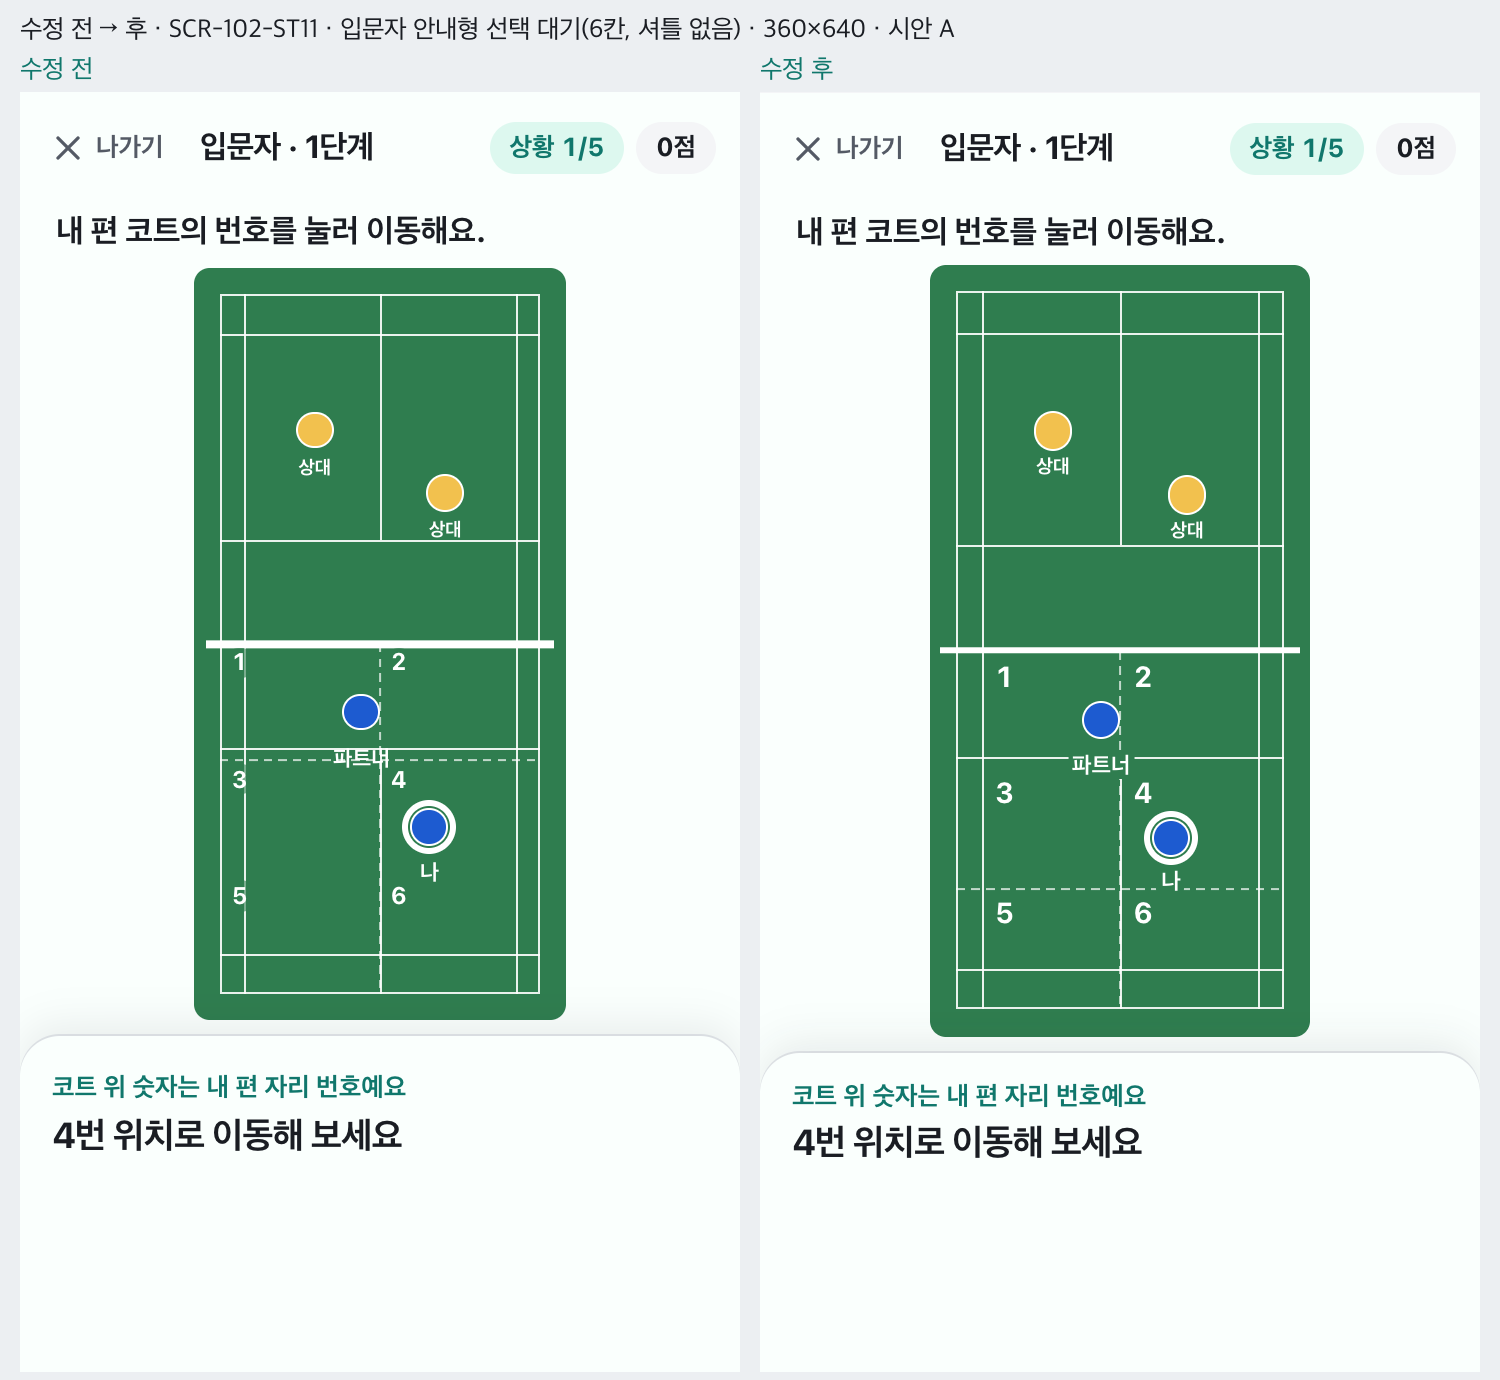 수정 전 → 후 · SCR-102-ST11 · 입문자 안내형 선택 대기(6칸, 셔틀 없음) · 360×640 · 시안 A
수정 전
나가기 입문자 · 1단계 상황 1/5 0점
내 편 코트의 번호를 눌러 이동해요.
상대
상대
1 2
파트너
3 4
나
5 6
코트 위 숫자는 내 편 자리 번호예요
4번 위치로 이동해 보세요
수정 후
나가기 입문자 · 1단계 상황 1/5 0점
내 편 코트의 번호를 눌러 이동해요.
상대
상대
1 2
파트너
3 4
나
5 6
코트 위 숫자는 내 편 자리 번호예요
4번 위치로 이동해 보세요